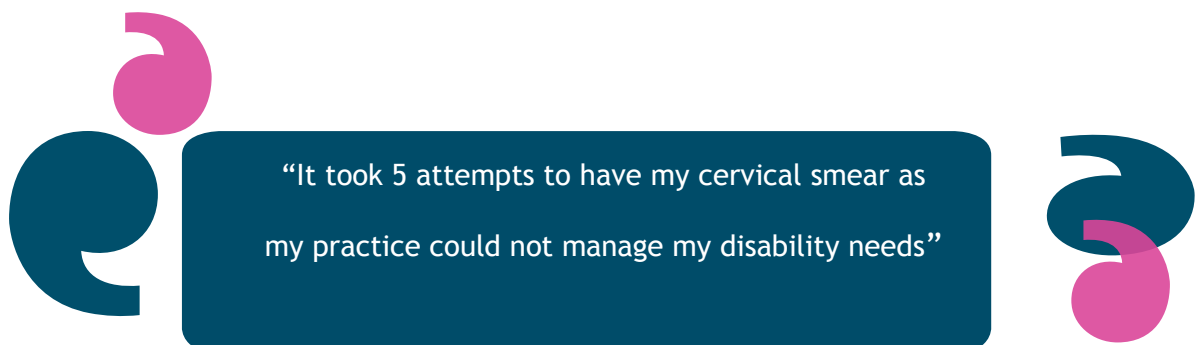 “It took 5 attempts to have my cervical smear as
my practice could not manage my disability needs”